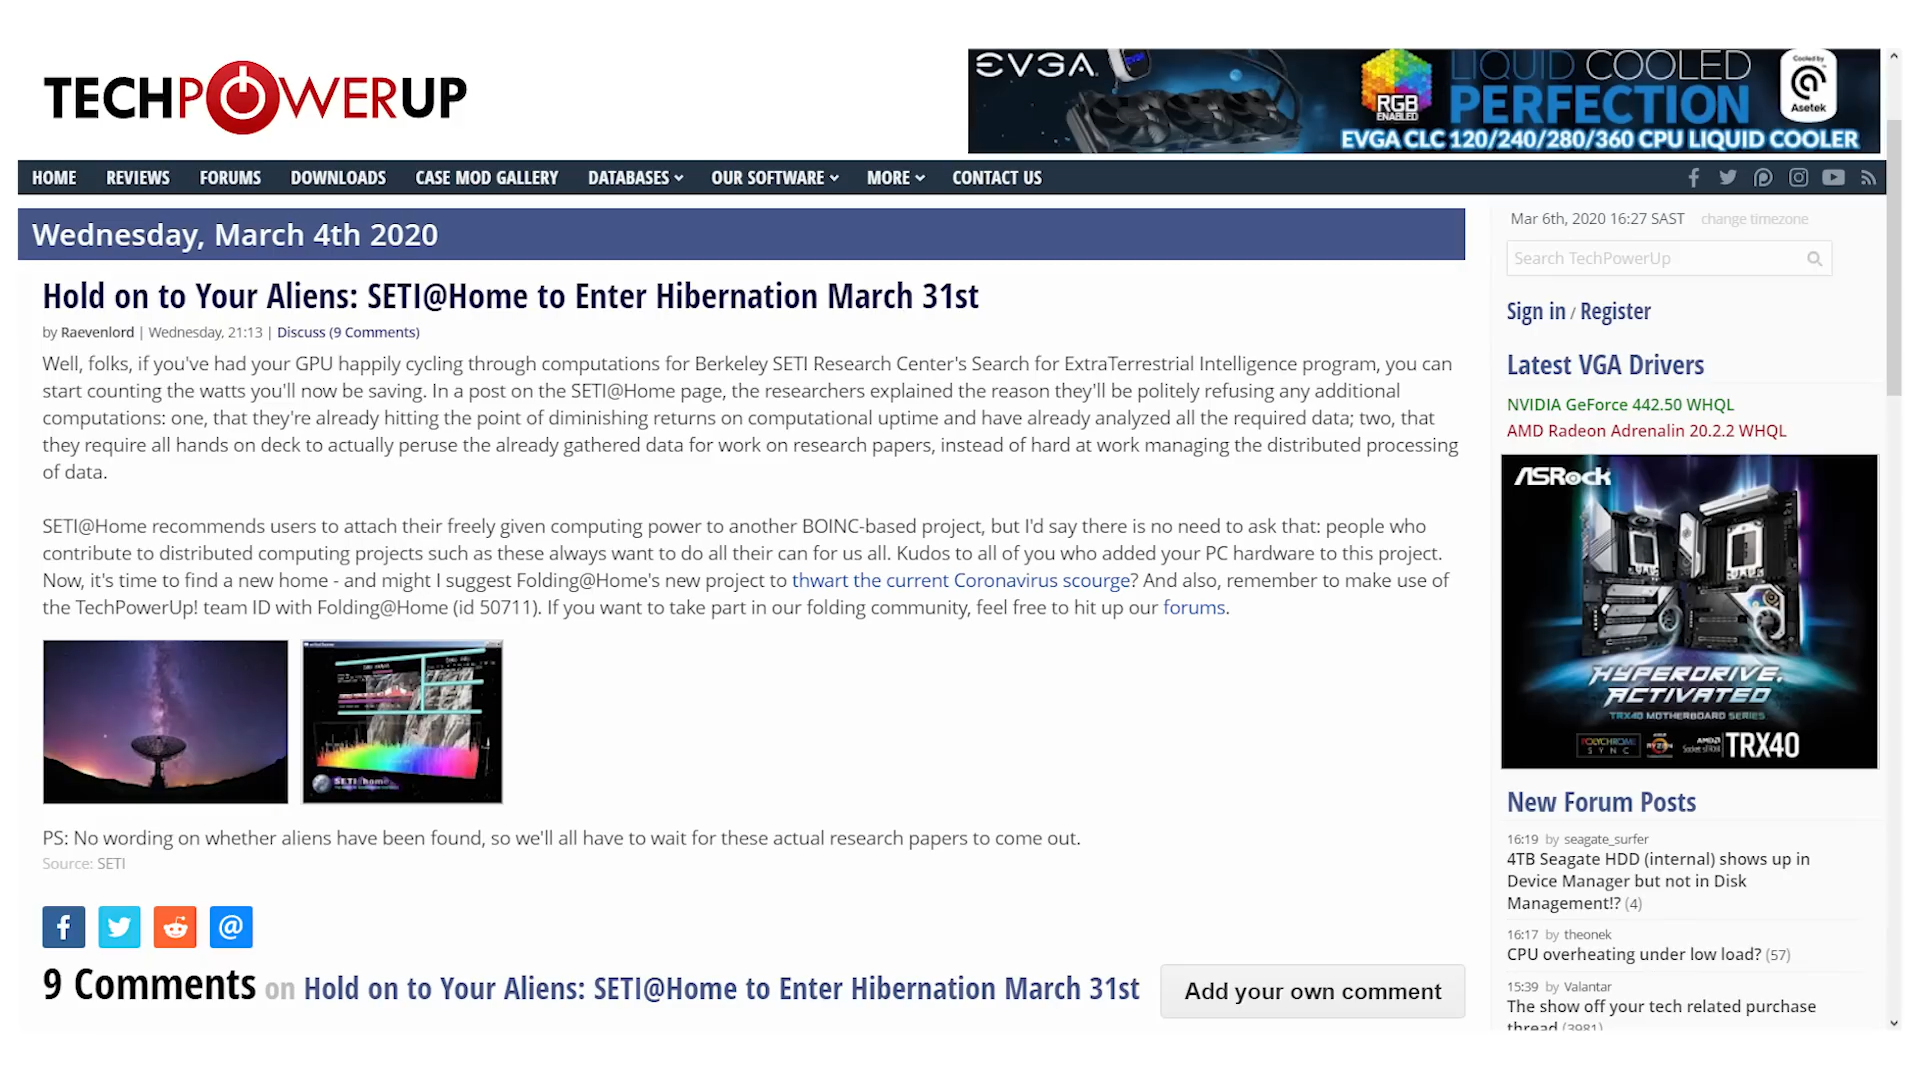 TECHPOWERUP
EVGA
LIQUID COOLED
PERFECTION
RGB
ENABLED
Cooled by
Asetek
EVGA CLC 120/240/280/360 CPU LIQUID COOLER
HOME REVIEWS FORUMS DOWNLOADS CASE MOD GALLERY DATABASES OUR SOFTWARE MORE CONTACT US
Wednesday, March 4th 2020
Hold on to Your Aliens: SETI@Home to Enter Hibernation March 31st
by Raevenlord | Wednesday, 21:13 | Discuss (9 Comments)
Well, folks, if you've had your GPU happily cycling through computations for Berkeley SETI Research Center's Search for ExtraTerrestrial Intelligence program, you can
start counting the watts you'll now be saving. In a post on the SETI@Home page, the researchers explained the reason they'll be politely refusing any additional
computations: one, that they're already hitting the point of diminishing returns on computational uptime and have already analyzed all the required data; two, that
they require all hands on deck to actually peruse the already gathered data for work on research papers, instead of hard at work managing the distributed processing
of data.
SETI@Home recommends users to attach their freely given computing power to another BOINC-based project, but I'd say there is no need to ask that: people who
contribute to distributed computing projects such as these always want to do all their can for us all. Kudos to all of you who added your PC hardware to this project.
Now, it's time to find a new home - and might I suggest Folding@Home's new project to thwart the current Coronavirus scourge? And also, remember to make use of
the TechPowerUp! team ID with Folding@Home (id 50711). If you want to take part in our folding community, feel free to hit up our forums.
SETI@home
PS: No wording on whether aliens have been found, so we'll all have to wait for these actual research papers to come out.
Source: SETI
9 Comments on Hold on to Your Aliens: SETI@Home to Enter Hibernation March 31st
Add your own comment
Mar 6th, 2020 16:27 SAST change timezone
Search TechPowerUp
Sign in / Register
Latest VGA Drivers
NVIDIA GeForce 442.50 WHQL
AMD Radeon Adrenalin 20.2.2 WHQL
ASRock
HYPERDRIVE,
ACTIVATED
TRX40 MOTHERBOARD SERIES
POLYCHROME
SYNC
RYZEN
AMD
Socket sTRX4
TRX40
New Forum Posts
16:19 by seagate_surfer
4TB Seagate HDD (internal) shows up in
Device Manager but not in Disk
Management!? (4)
16:17 by theonek
CPU overheating under low load? (57)
15:39 by Valantar
The show off your tech related purchase
thread (3981)